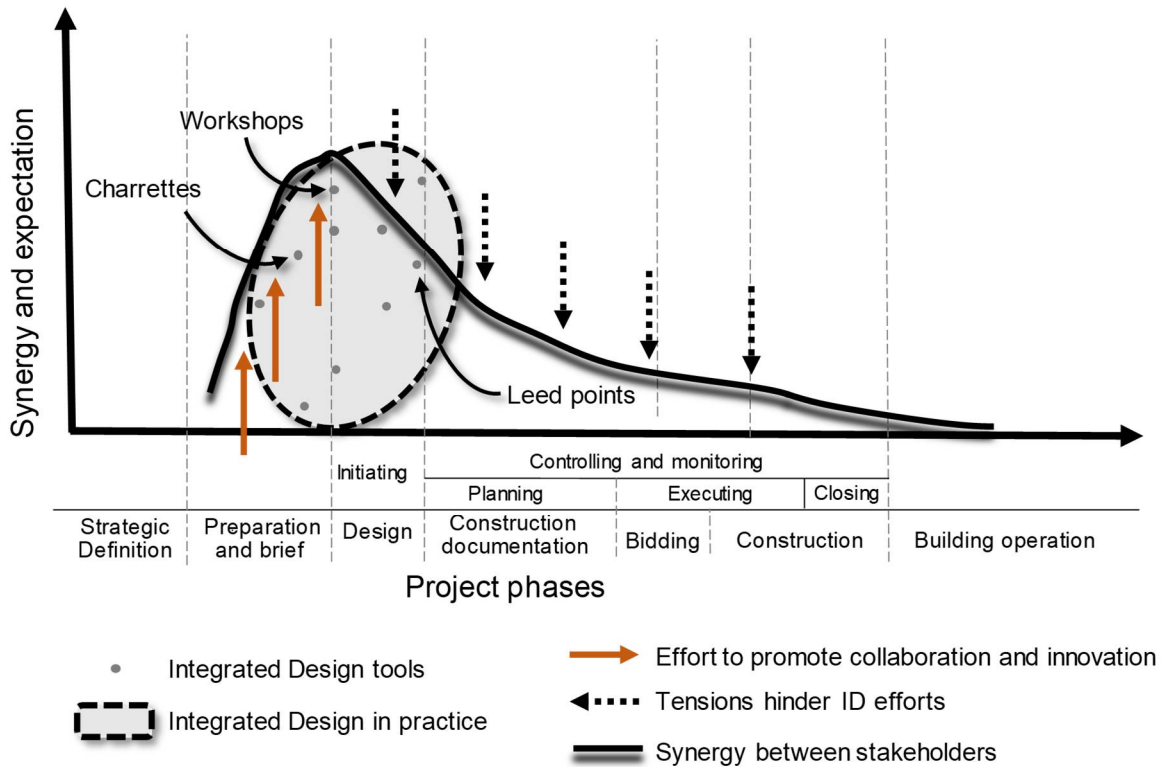 Synergy and expectation
Workshops
Charrettes
Leed points
Initiating
Controlling and monitoring
Planning
Executing
Closing
Strategic
Definition
Preparation
and brief
Design
Construction
documentation
Bidding
Construction
Building operation
Project phases
Integrated Design tools
Integrated Design in practice
Effort to promote collaboration and innovation
Tensions hinder ID efforts
Synergy between stakeholders